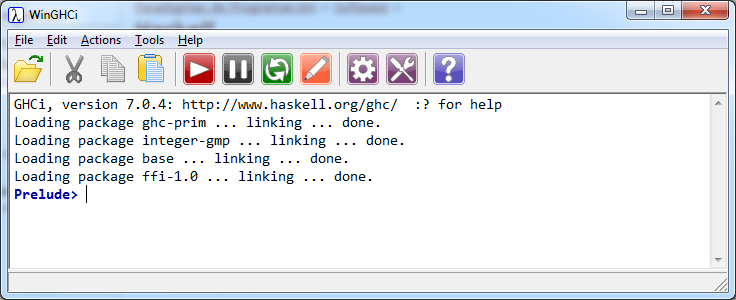 WinGHCi
File Edit Actions Tools Help
GHCi, version 7.0.4: http://www.haskell.org/ghc/  :? for help
Loading package ghc-prim ... linking ... done.
Loading package integer-gmp ... linking ... done.
Loading package base ... linking ... done.
Loading package ffi-1.0 ... linking ... done.
Prelude>